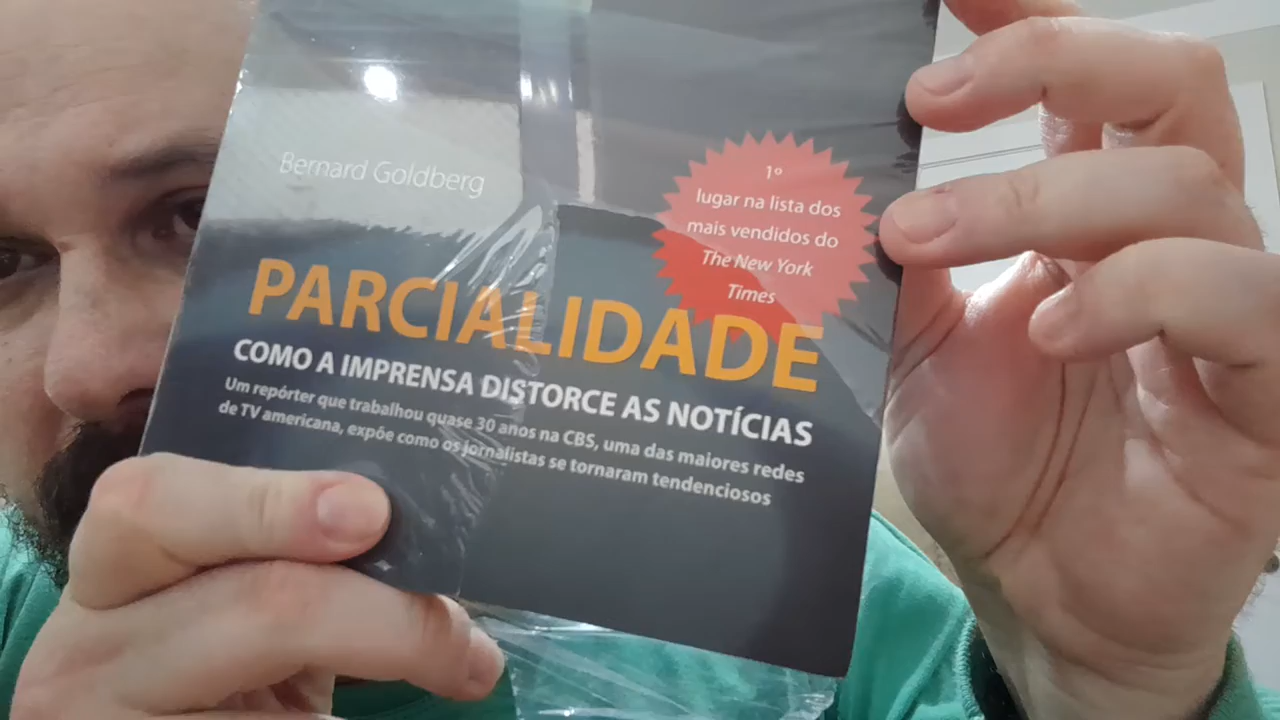 Bernard Goldberg
1º
lugar na lista dos
mais vendidos do
The New York
Times
PARCIALIDADE
COMO A IMPRENSA DISTORCE AS NOTÍCIAS
Um repórter que trabalhou quase 30 anos na CBS, uma das maiores redes
de TV americana, expõe como os jornalistas se tornaram tendenciosos